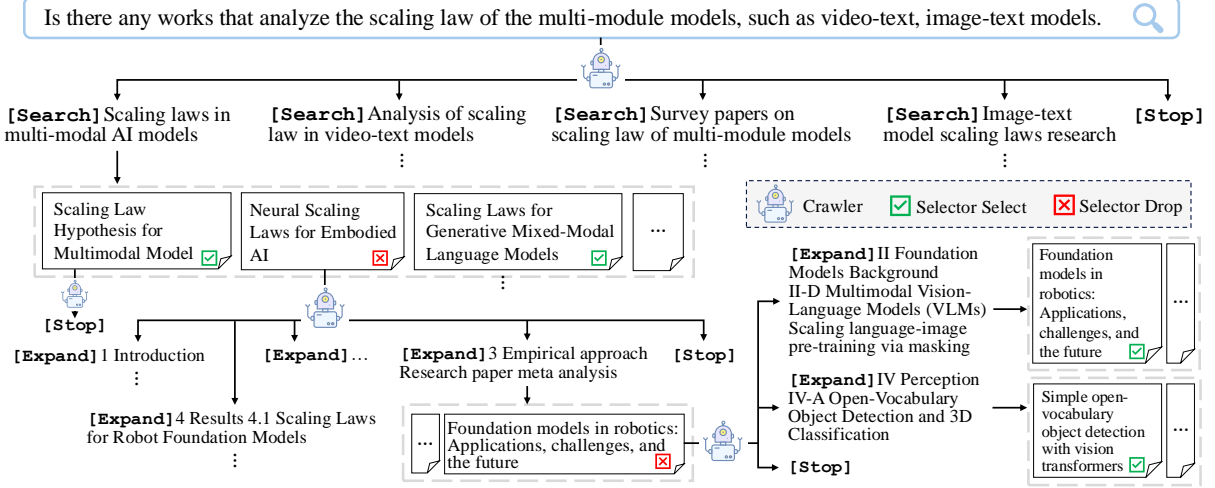 Is there any works that analyze the scaling law of the multi-module models, such as video-text, image-text models.
[Search] Scaling laws in
multi-modal AI models
[Search] Analysis of scaling
law in video-text models
[Search] Survey papers on
scaling law of multi-module models
[Search] Image-text
model scaling laws research
[Stop]
Scaling Law
Hypothesis for
Multimodal Model
Neural Scaling
Laws for Embodied
AI
Scaling Laws for
Generative Mixed-Modal
Language Models
...
Crawler
Selector Select
Selector Drop
[Stop]
[Expand] 1 Introduction
[Expand] ...
[Expand] 3 Empirical approach
Research paper meta analysis
[Stop]
[Expand] 4 Results 4.1 Scaling Laws
for Robot Foundation Models
...
Foundation models in robotics:
Applications, challenges, and
the future
[Expand] II Foundation
Models Background
II-D Multimodal Vision-
Language Models (VLMs)
Scaling language-image
pre-training via masking
Foundation
models in
robotics:
Applications,
challenges, and
the future
...
[Expand] IV Perception
IV-A Open-Vocabulary
Object Detection and 3D
Classification
Simple open-
vocabulary
object detection
with vision
transformers
...
[Stop]